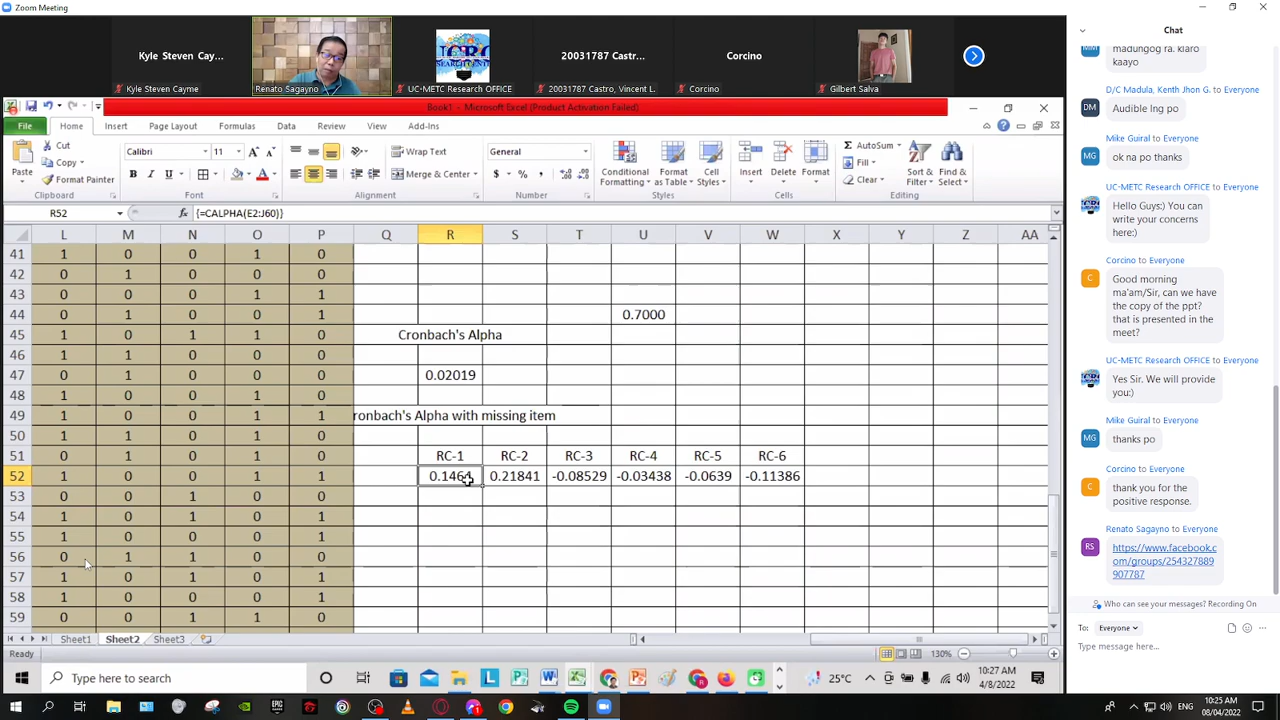 Zoom Meeting
Kyle Steven Cay...
20031787 Castro...
Corcino
Kyle Steven Cayme
Renato Sagayno
UC-METC Research OFFICE
20031787 Castro, Vincent L.
Corcino
Gilbert Salva
Book1 - Microsoft Excel (Product Activation Failed)
File Home Insert Page Layout Formulas Data Review View Add-Ins
Paste
Cut
Copy
Format Painter
Calibri 11
B I U
Wrap Text
Merge & Center
General
$ % ,
Conditional Formatting
Format as Table
Cell Styles
Insert Delete Format
AutoSum
Fill
Clear
Sort & Filter
Find & Select
Clipboard Font Alignment Number Styles Cells Editing
R52 fx {=CALPHA(E2:J60)}
L M N O P Q R S T U V W X Y Z AA
41 1 0 0 1 0
42 0 1 0 0 0
43 0 0 0 1 1
44 0 1 0 0 1 0.7000
45 1 0 1 1 0 Cronbach's Alpha
46 1 1 0 0 0
47 0 1 0 0 0 0.02019
48 1 0 0 1 0
49 1 0 0 1 1 ronbach's Alpha with missing item
50 1 1 0 1 0
51 0 1 0 1 0 RC-1 RC-2 RC-3 RC-4 RC-5 RC-6
52 1 0 0 1 1 0.1464 0.21841 -0.08529 -0.03438 -0.0639 -0.11386
53 0 0 1 0 0
54 1 0 0 0 1
55 1 0 0 0 1
56 0 1 1 0 0
57 1 0 1 0 1
58 1 0 0 0 1
59 0 0 1 1 0
Sheet1 Sheet2 Sheet3
Ready
130%
Type here to search
25°C
10:27 AM
4/8/2022
Chat
madungog ra. klaro
kaayo
D/C Madula, Kenth Jhon G. to Everyone
DM
Audible lng po
Mike Guiral to Everyone
MG
ok na po thanks
UC-METC Research OFFICE to Everyone
Hello Guys:) You can
write your concerns
here:)
Corcino to Everyone
C
Good morning
ma'am/Sir, can we have
the copy of the ppt?
that is presented in the
meet?
UC-METC Research OFFICE to Everyone
Yes Sir. We will provide
you:)
Mike Guiral to Everyone
MG
thanks po
Corcino to Everyone
C
thank you for the
positive response.
Renato Sagayno to Everyone
RS
https://www.facebook.c
om/groups/254327889
907787
Who can see your messages? Recording On
To: Everyone
Type message here...
ENG
10:25 AM
08/04/2022